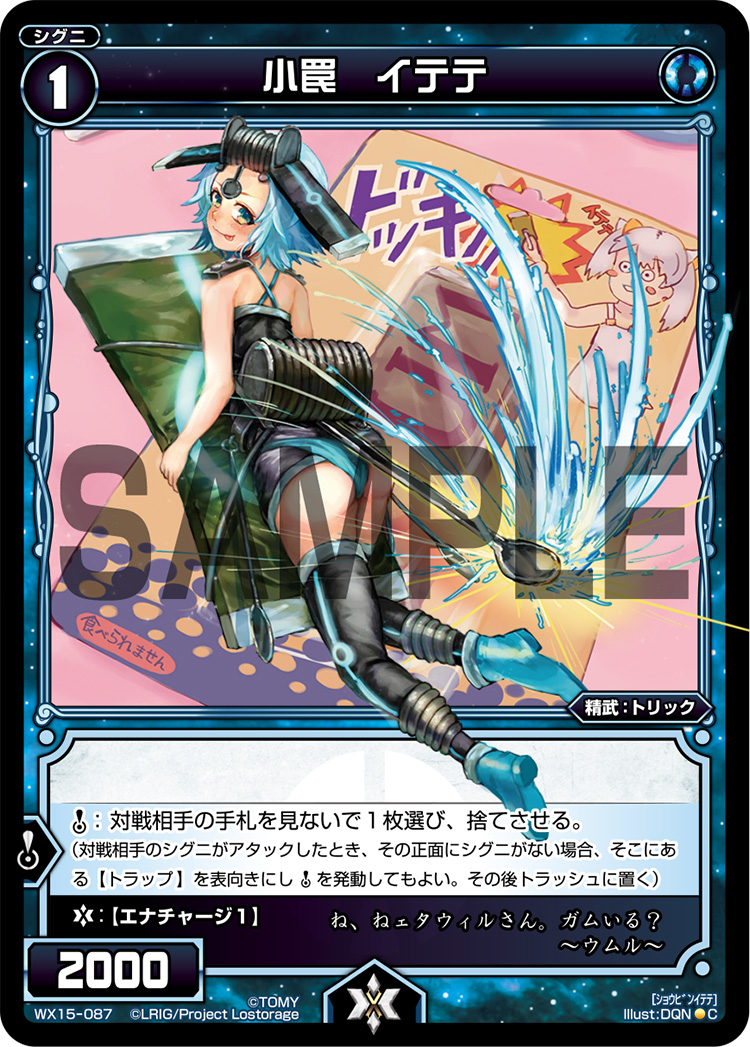 シグニ
1
小罠 イテテ
ドッキリ
イテテ
GUM
SAMPLE
食べられません
精武：トリック
：対戦相手の手札を見ないで１枚選び、捨てさせる。
（対戦相手のシグニがアタックしたとき、その正面にシグニがない場合、そこにあ
る【トラップ】を表向きにしを発動してもよい。その後トラッシュに置く）
：【エナチャージ１】
ね、ねェタウィルさん。ガムいる？
～ウムル～
2000
WX15-087 ©LRIG/Project Lostorage
©TOMY
[ショウビンイテテ]
Illust:DQN C